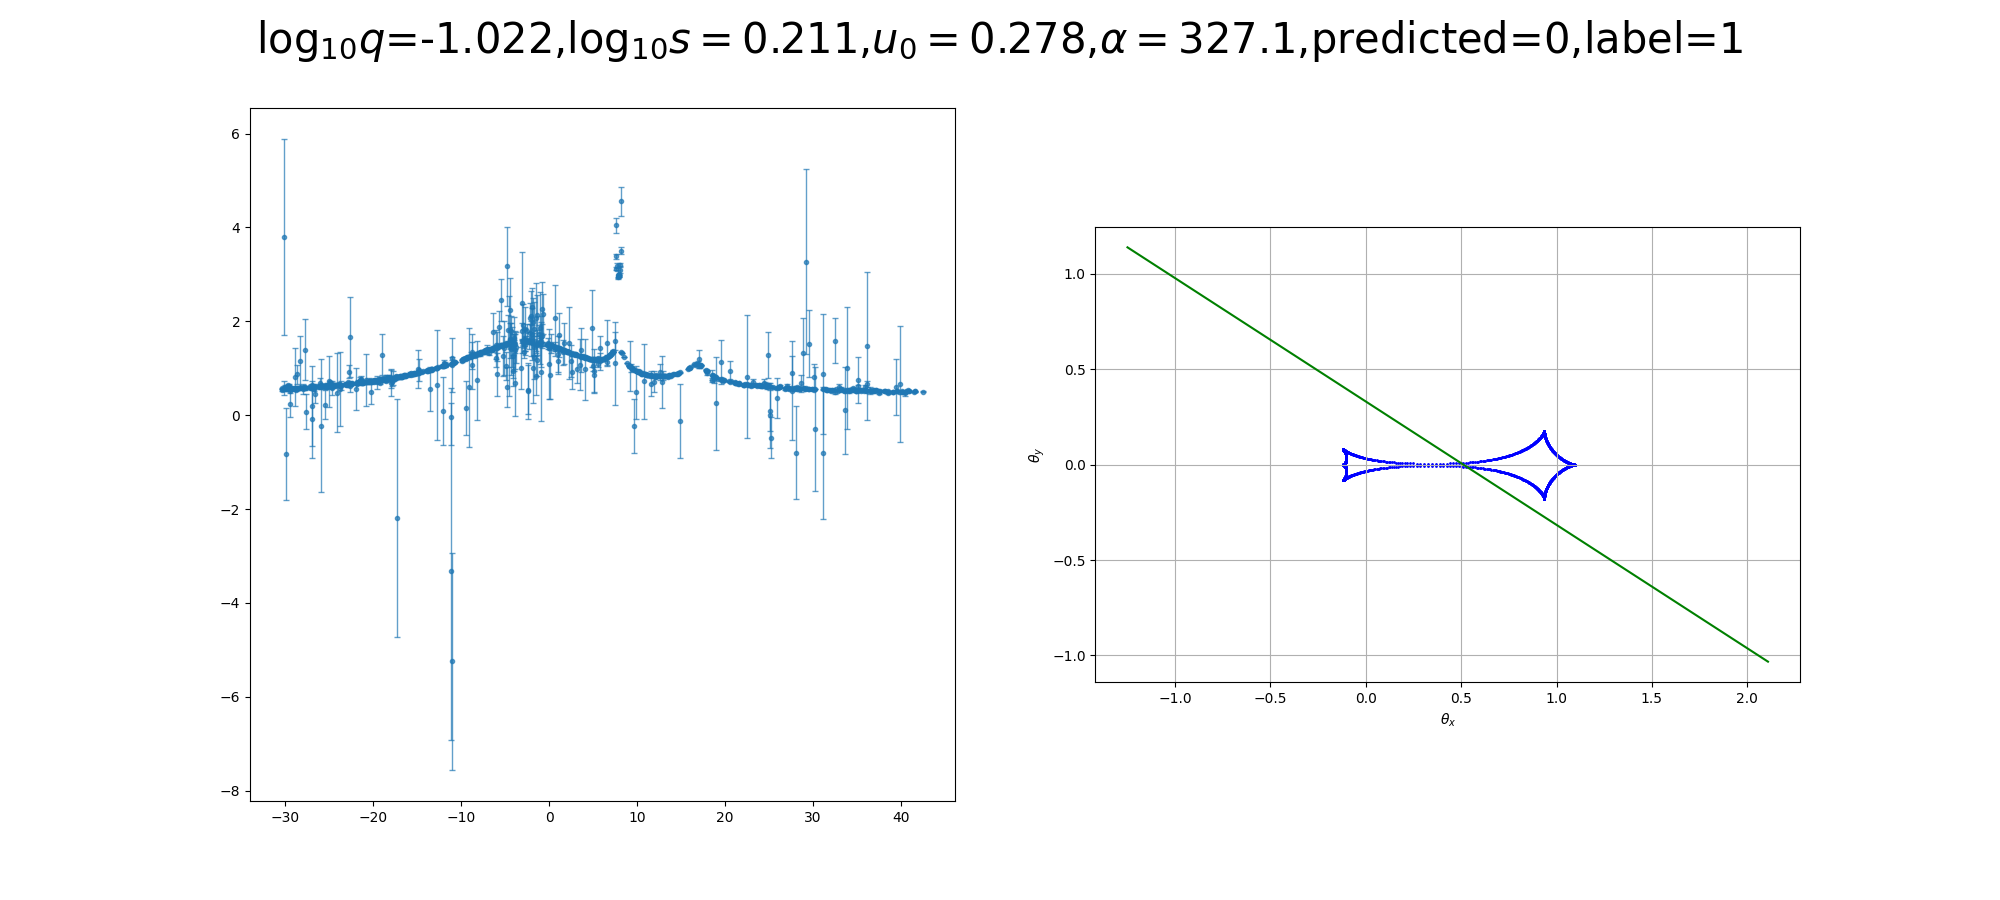 log₁₀q=-1.022,log₁₀s = 0.211,u₀ = 0.278,α = 327.1,predicted=0,label=1
6
4
2
0
−2
−4
−6
−8
−30 −20 −10 0 10 20 30 40
θy
1.0
0.5
0.0
−0.5
−1.0
−1.0 −0.5 0.0 0.5 1.0 1.5 2.0
θx